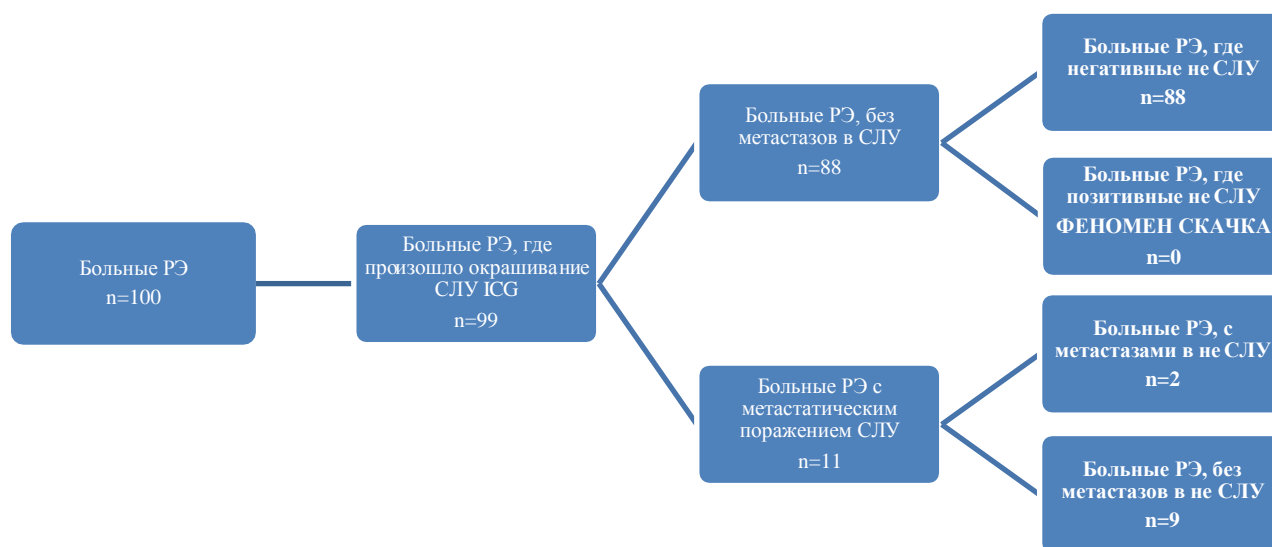 Больные РЭ
n=100
Больные РЭ, где
произошло окрашивание
СЛУ ICG
n=99
Больные РЭ, без
метастазов в СЛУ
n=88
Больные РЭ с
метастатическим
поражением СЛУ
n=11
Больные РЭ, где
негативные не СЛУ
n=88
Больные РЭ, где
позитивные не СЛУ
ФЕНОМЕН СКАЧКА
n=0
Больные РЭ, с
метастазами в не СЛУ
n=2
Больные РЭ, без
метастазов в не СЛУ
n=9